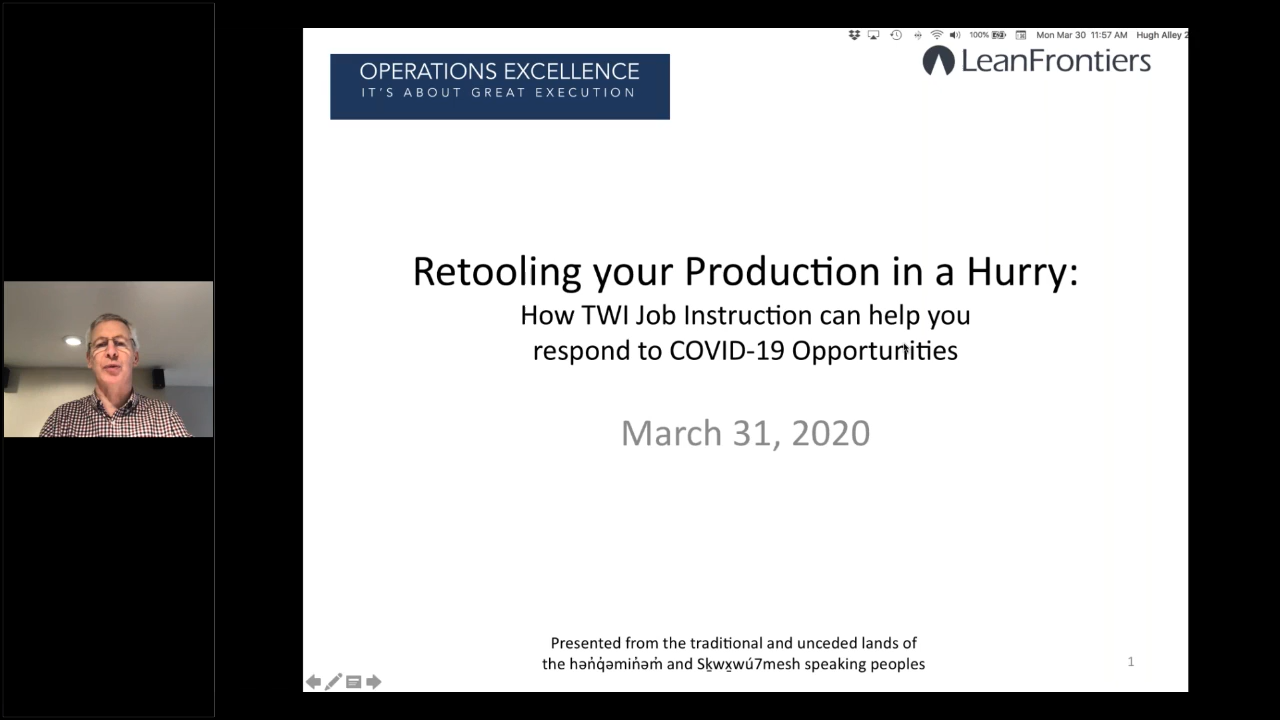 100% Mon Mar 30 11:57 AM Hugh Alley
OPERATIONS EXCELLENCE
IT'S ABOUT GREAT EXECUTION
LeanFrontiers
Retooling your Production in a Hurry:
How TWI Job Instruction can help you
respond to COVID-19 Opportunities
March 31, 2020
Presented from the traditional and unceded lands of
the hən̓q̓əmin̓əm̓ and Sḵwx̱wú7mesh speaking peoples
1